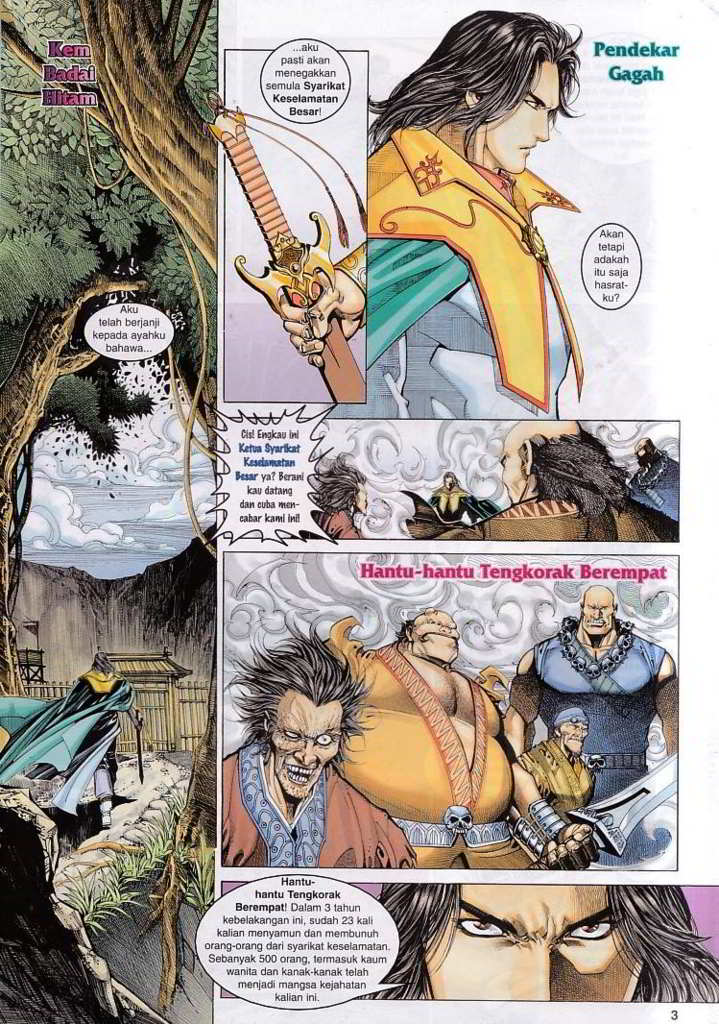 Kem
Badai
Hitam
Aku
telah berjanji
kepada ayahku
bahawa...
...aku
pasti akan
menegakkan
semula Syarikat
Keselamatan
Besar!
Pendekar
Gagah
Akan
tetapi
adakah
itu saja
hasrat-
ku?
Cis! Engkau ini
Ketua Syarikat
Keselamatan
Besar ya? Berani
kau datang
dan cuba men-
cabar kami ini!
Hantu-hantu Tengkorak Berempat
Hantu-
hantu Tengkorak
Berempat! Dalam 3 tahun
kebelakangan ini, sudah 23 kali
kalian menyamun dan membunuh
orang-orang dari syarikat keselamatan.
Sebanyak 500 orang, termasuk kaum
wanita dan kanak-kanak telah
menjadi mangsa kejahatan
kalian ini.
3